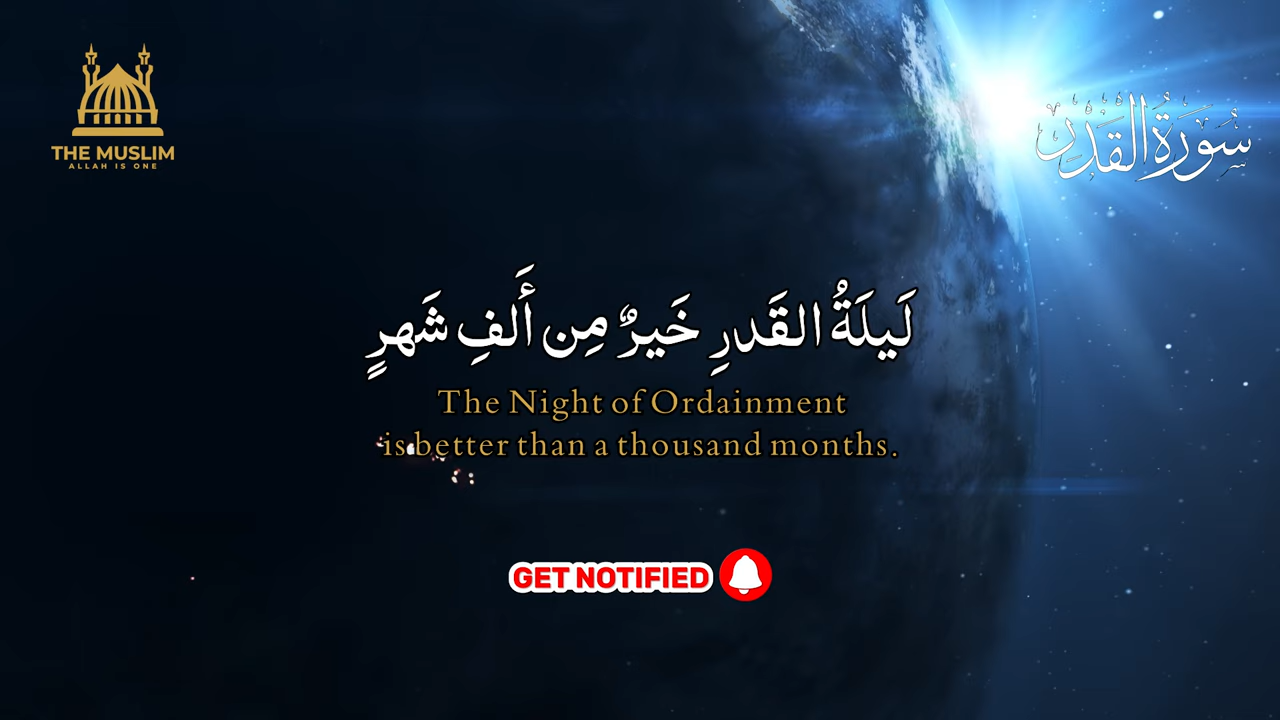 THE MUSLIM
ALLAH IS ONE
سُورَةُ القَدْرِ
لَيلَةُ القَدرِ خَيرٌ مِن أَلفِ شَهرٍ
The Night of Ordainment
is better than a thousand months.
GET NOTIFIED